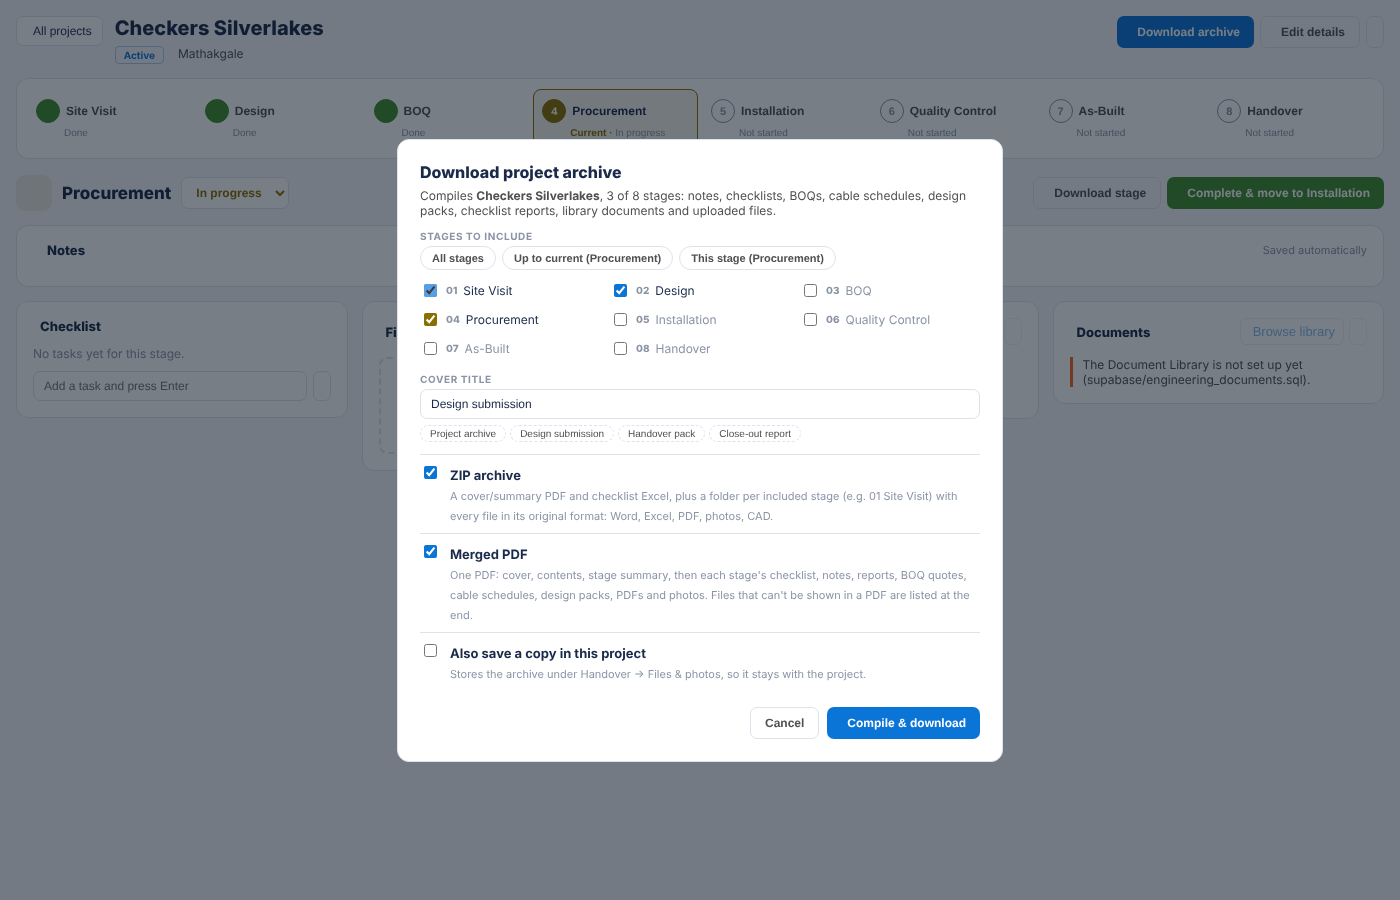 All projects
Checkers Silverlakes
Active
Mathakgale
Download archive
Edit details
Site Visit
Done
Design
Done
BOQ
Done
4
Procurement
Current · In progress
5
Installation
Not started
6
Quality Control
Not started
7
As-Built
Not started
8
Handover
Not started
Procurement
In progress
Download stage
Complete & move to Installation
Notes
Saved automatically
Checklist
No tasks yet for this stage.
Add a task and press Enter
Documents
Browse library
The Document Library is not set up yet
(supabase/engineering_documents.sql).
Download project archive
Compiles Checkers Silverlakes, 3 of 8 stages: notes, checklists, BOQs, cable schedules, design
packs, checklist reports, library documents and uploaded files.
STAGES TO INCLUDE
All stages
Up to current (Procurement)
This stage (Procurement)
01 Site Visit
02 Design
03 BOQ
04 Procurement
05 Installation
06 Quality Control
07 As-Built
08 Handover
COVER TITLE
Design submission
Project archive
Design submission
Handover pack
Close-out report
ZIP archive
A cover/summary PDF and checklist Excel, plus a folder per included stage (e.g. 01 Site Visit) with
every file in its original format: Word, Excel, PDF, photos, CAD.
Merged PDF
One PDF: cover, contents, stage summary, then each stage's checklist, notes, reports, BOQ quotes,
cable schedules, design packs, PDFs and photos. Files that can't be shown in a PDF are listed at the
end.
Also save a copy in this project
Stores the archive under Handover → Files & photos, so it stays with the project.
Cancel
Compile & download